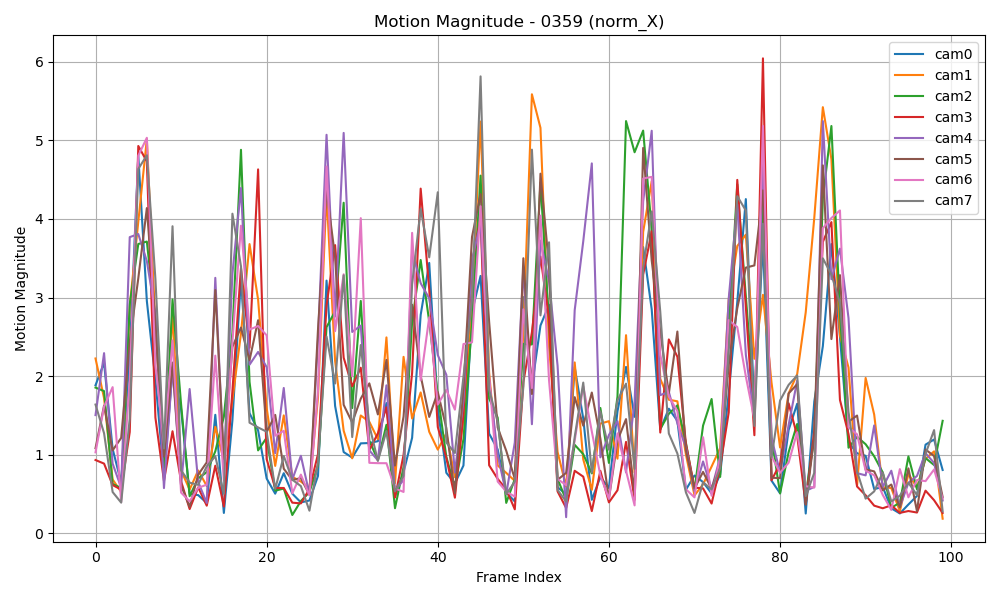 Motion Magnitude - 0359 (norm_X)
Motion Magnitude
6
5
4
3
2
1
0
0 20 40 60 80 100
Frame Index
cam0
cam1
cam2
cam3
cam4
cam5
cam6
cam7